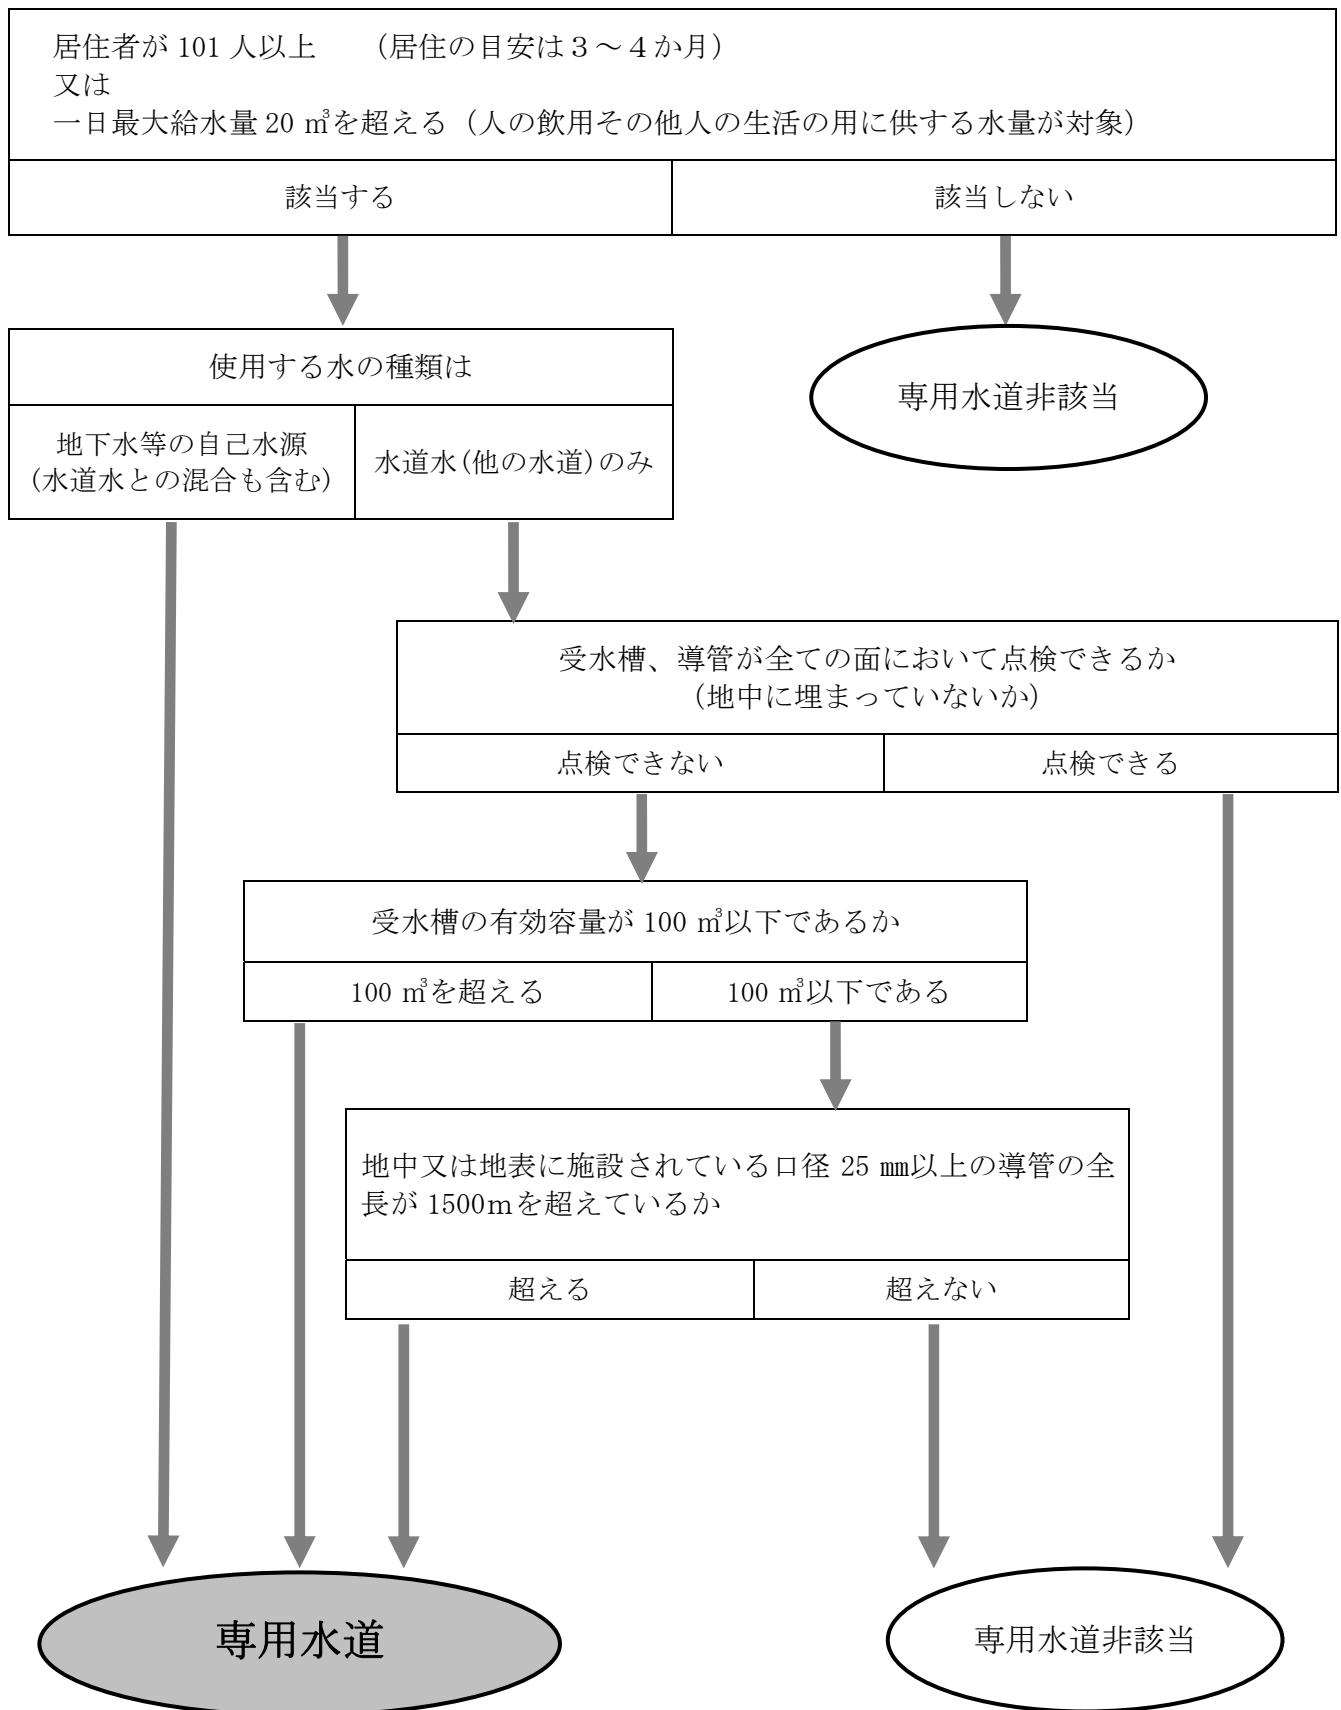 居住者が 101 人以上　（居住の目安は３～４か月）
又は
一日最大給水量 20 ㎥を超える（人の飲用その他人の生活の用に供する水量が対象）
該当する
該当しない
使用する水の種類は
専用水道非該当
地下水等の自己水源
（水道水との混合も含む）
水道水(他の水道)のみ
受水槽、導管が全ての面において点検できるか
（地中に埋まっていないか）
点検できない
点検できる
受水槽の有効容量が 100 ㎥以下であるか
100 ㎥を超える
100 ㎥以下である
地中又は地表に施設されている口径 25 ㎜以上の導管の全
長が 1500ｍを超えているか
超える
超えない
専用水道
専用水道非該当